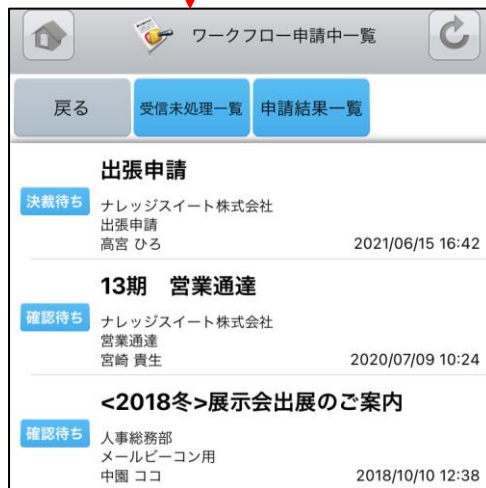 ワークフロー申請中一覧
戻る
受信未処理一覧
申請結果一覧
出張申請
決裁待ち
ナレッジスイート株式会社
出張申請
高宮 ひろ
2021/06/15 16:42
13期　営業通達
確認待ち
ナレッジスイート株式会社
営業通達
宮崎 貴生
2020/07/09 10:24
<2018冬>展示会出展のご案内
確認待ち
人事総務部
メールビーコン用
中園 ココ
2018/10/10 12:38